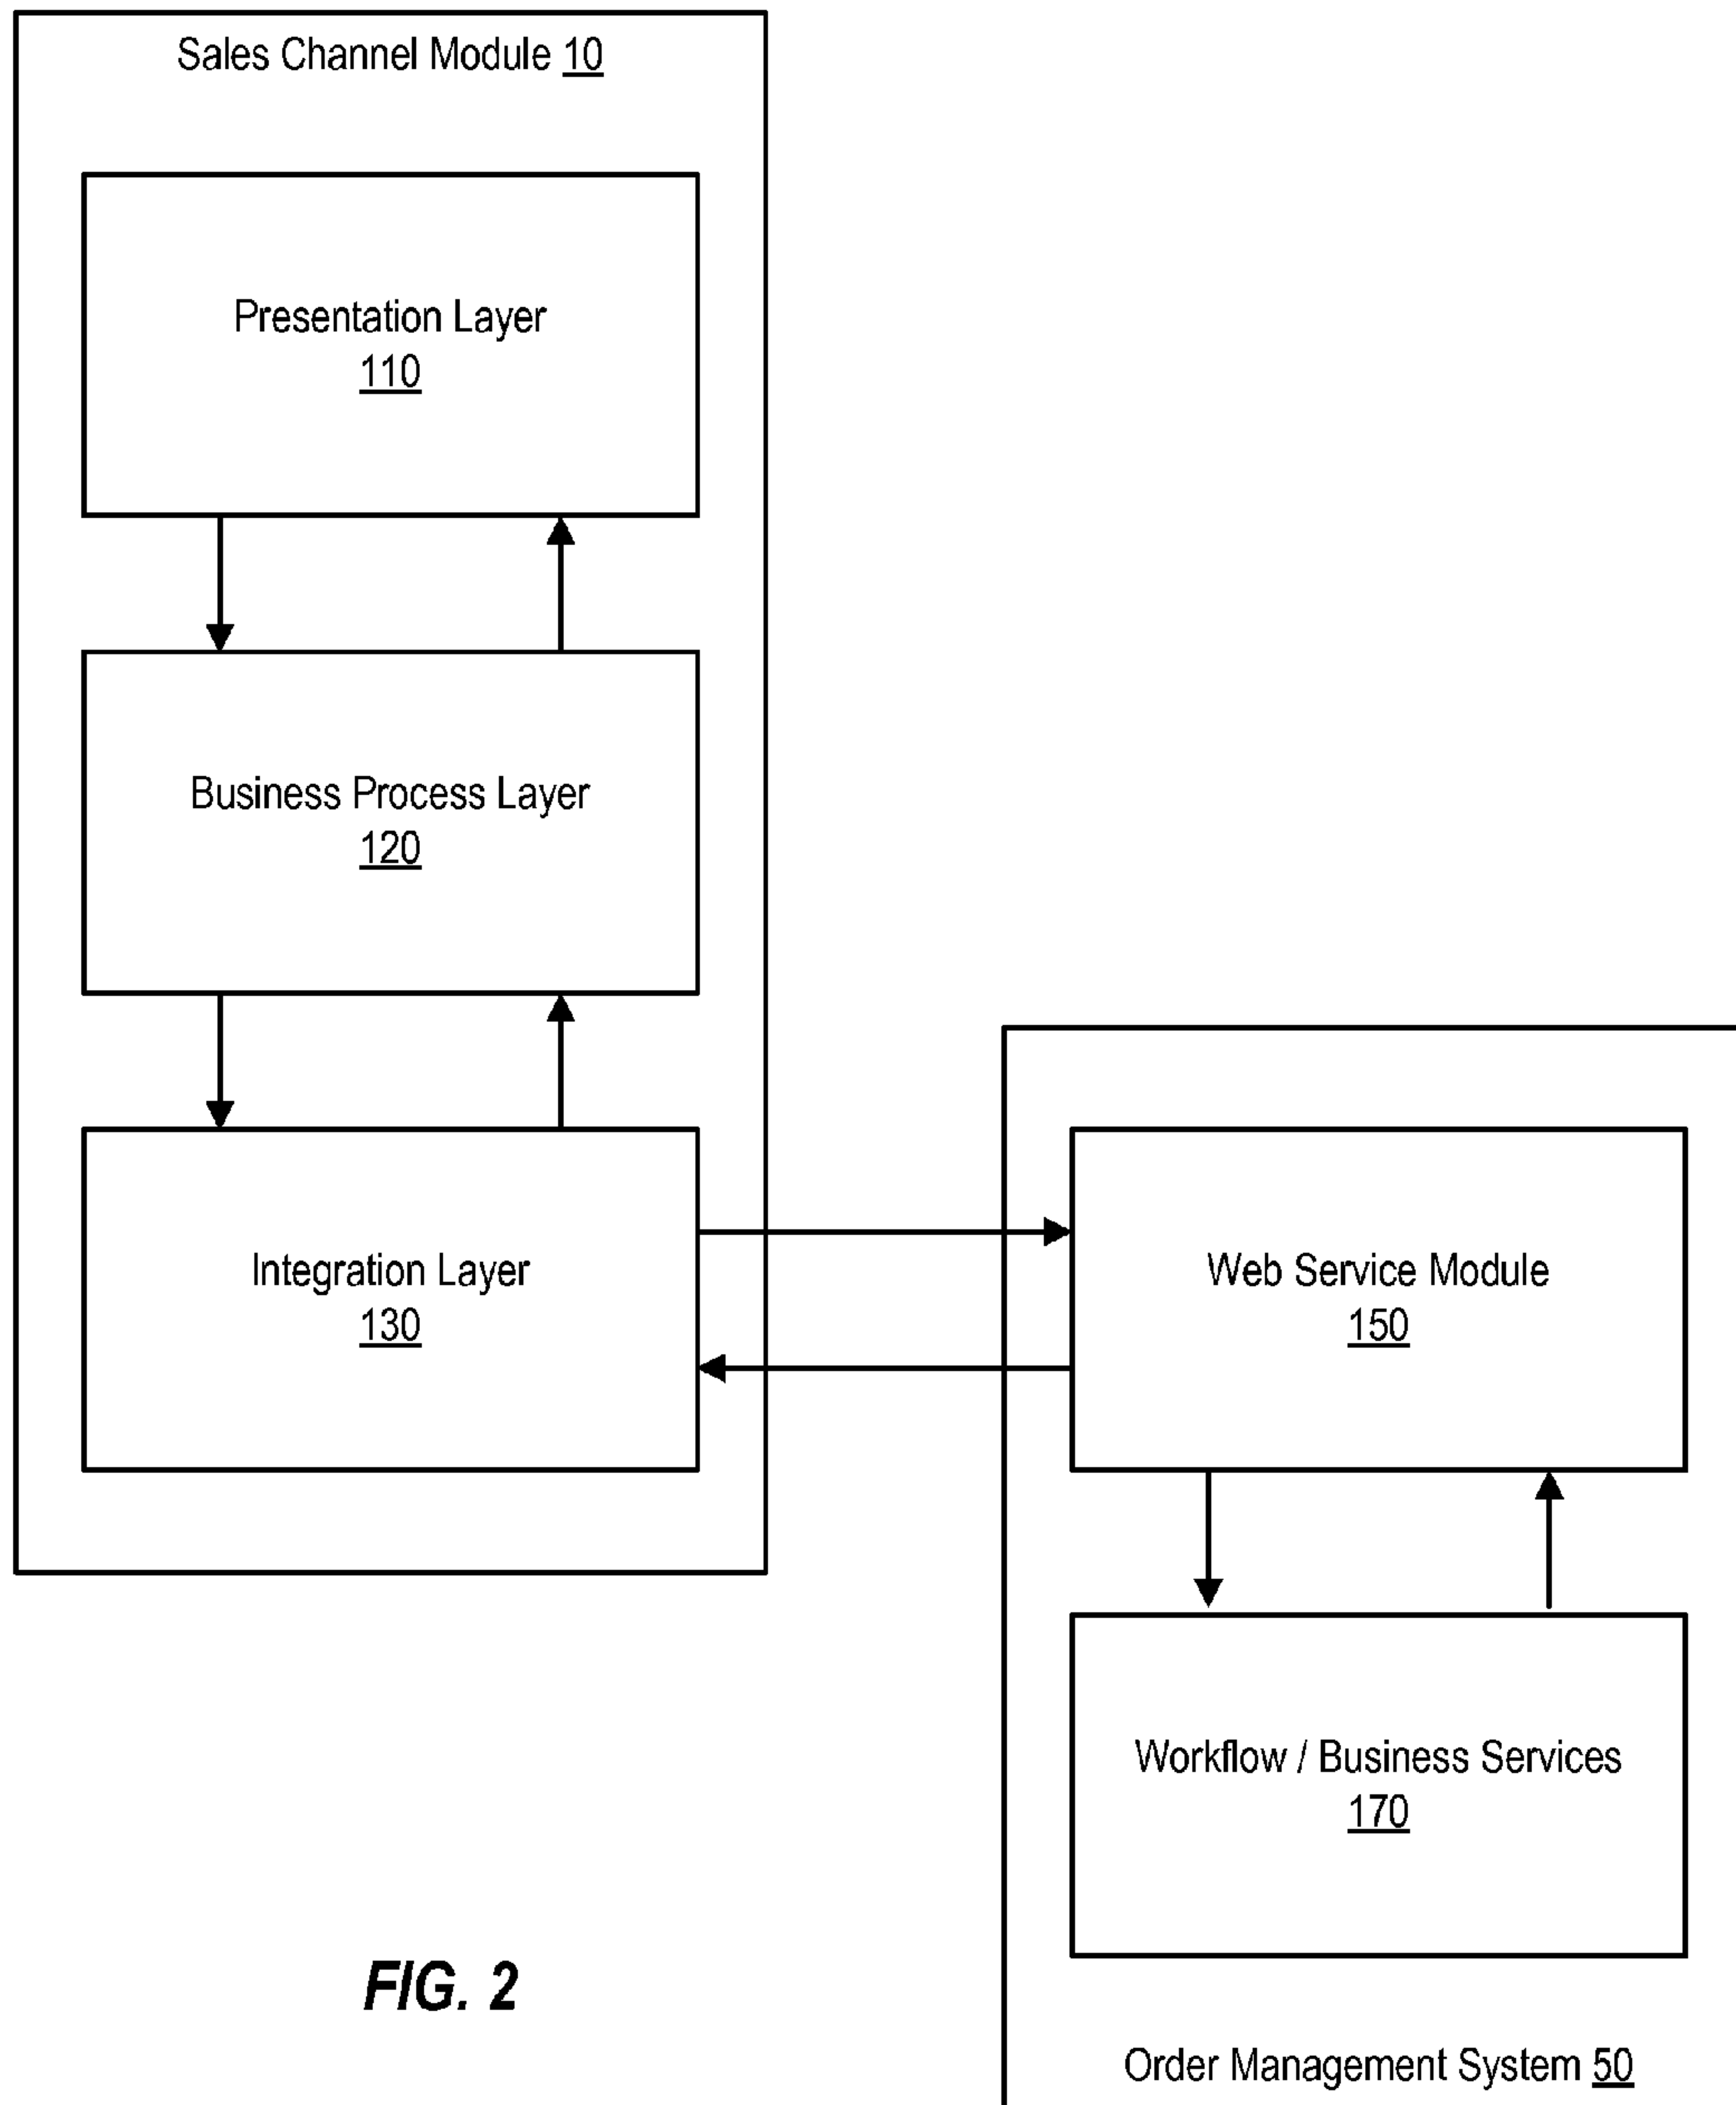 Sales Channel Module 10
Presentation Layer
110
Business Process Layer
120
Integration Layer
130
Web Service Module
150
Workflow / Business Services
170
Order Management System 50
FIG. 2